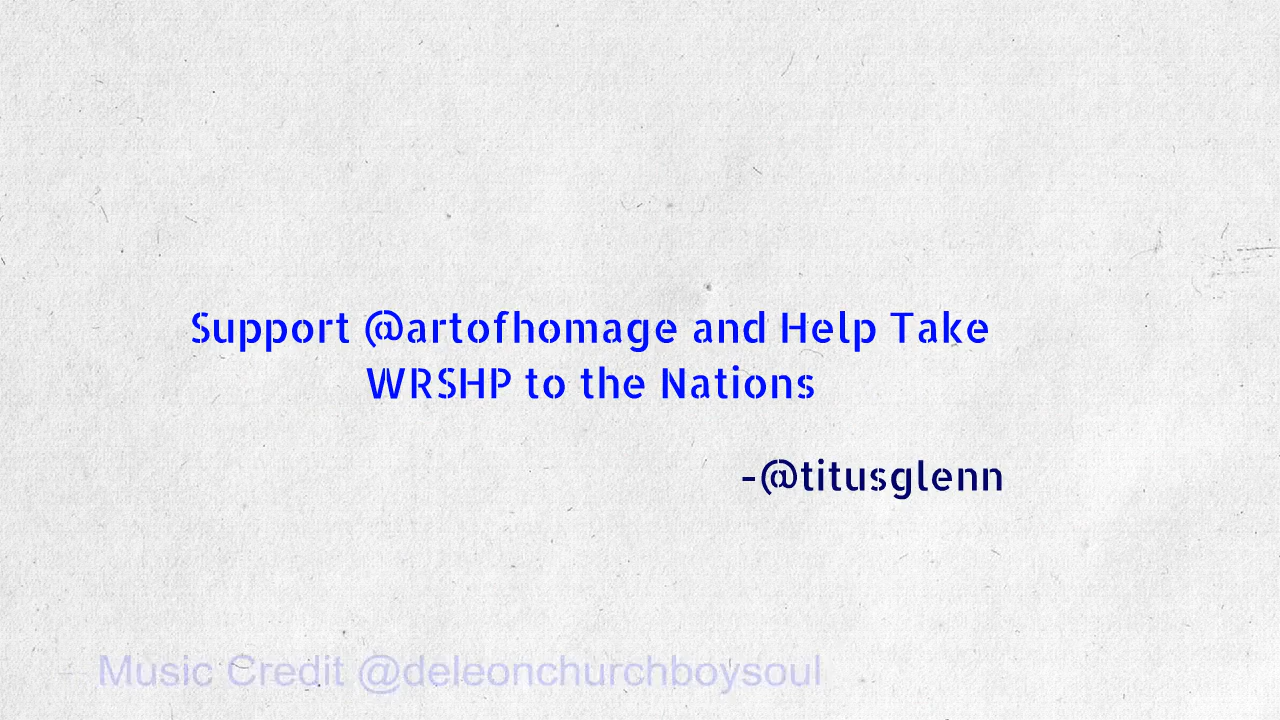 Support @artofhomage and Help Take
WRSHP to the Nations
-@titusglenn
Music Credit @deleonchurchboysoul